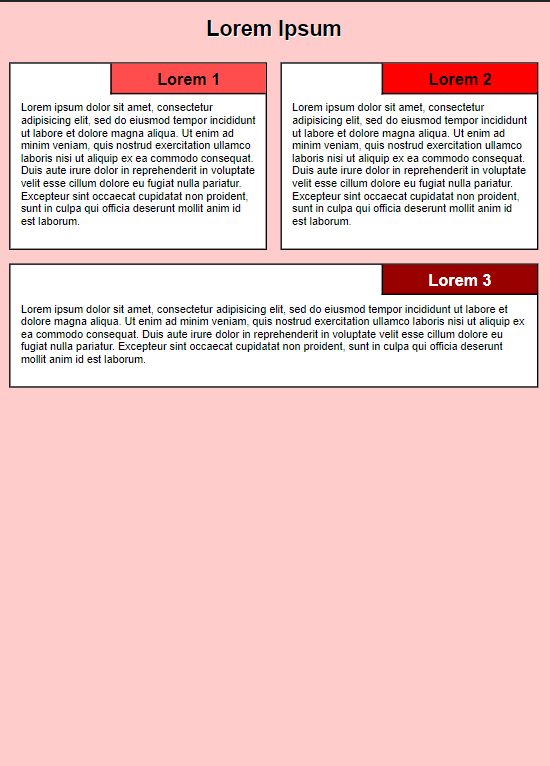 Lorem Ipsum
Lorem 1
Lorem ipsum dolor sit amet, consectetur
adipisicing elit, sed do eiusmod tempor incididunt
ut labore et dolore magna aliqua. Ut enim ad
minim veniam, quis nostrud exercitation ullamco
laboris nisi ut aliquip ex ea commodo consequat.
Duis aute irure dolor in reprehenderit in voluptate
velit esse cillum dolore eu fugiat nulla pariatur.
Excepteur sint occaecat cupidatat non proident,
sunt in culpa qui officia deserunt mollit anim id
est laborum.
Lorem 2
Lorem ipsum dolor sit amet, consectetur
adipisicing elit, sed do eiusmod tempor incididunt
ut labore et dolore magna aliqua. Ut enim ad
minim veniam, quis nostrud exercitation ullamco
laboris nisi ut aliquip ex ea commodo consequat.
Duis aute irure dolor in reprehenderit in voluptate
velit esse cillum dolore eu fugiat nulla pariatur.
Excepteur sint occaecat cupidatat non proident,
sunt in culpa qui officia deserunt mollit anim id
est laborum.
Lorem 3
Lorem ipsum dolor sit amet, consectetur adipisicing elit, sed do eiusmod tempor incididunt ut labore et
dolore magna aliqua. Ut enim ad minim veniam, quis nostrud exercitation ullamco laboris nisi ut aliquip ex
ea commodo consequat. Duis aute irure dolor in reprehenderit in voluptate velit esse cillum dolore eu
fugiat nulla pariatur. Excepteur sint occaecat cupidatat non proident, sunt in culpa qui officia deserunt
mollit anim id est laborum.